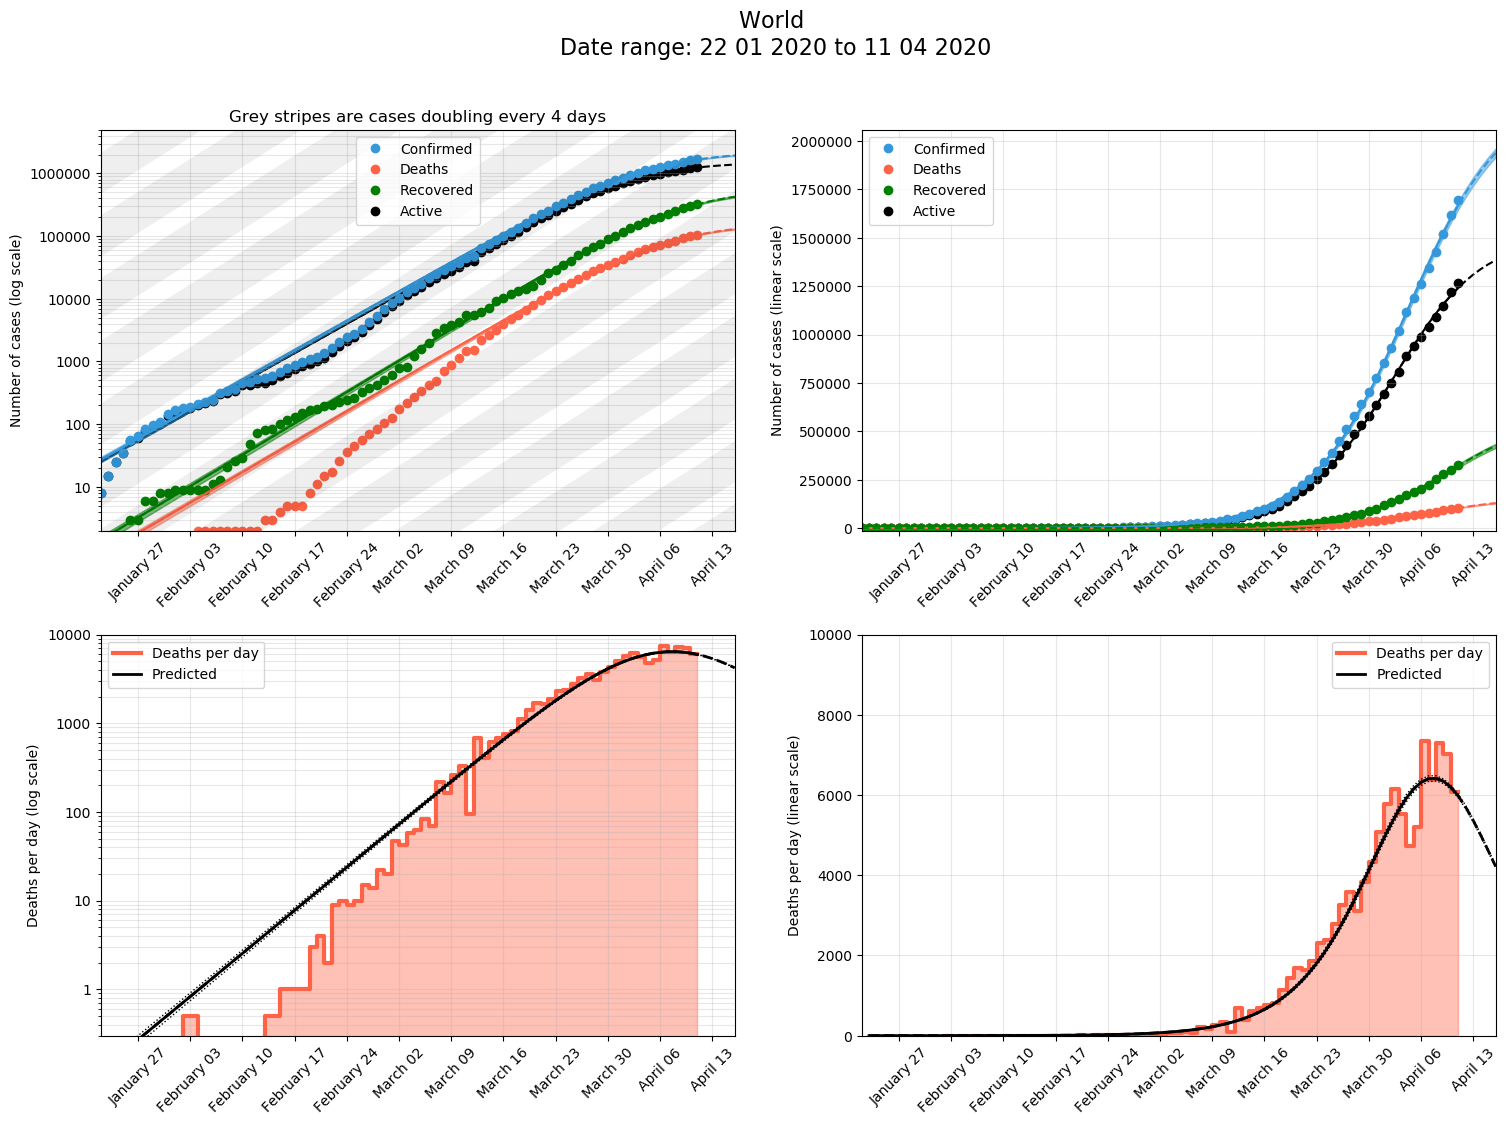 World
Date range: 22 01 2020 to 11 04 2020
Grey stripes are cases doubling every 4 days
Number of cases (log scale)
1000000
100000
10000
1000
100
10
Confirmed
Deaths
Recovered
Active
January 27
February 03
February 10
February 17
February 24
March 02
March 09
March 16
March 23
March 30
April 06
April 13
Number of cases (linear scale)
2000000
1750000
1500000
1250000
1000000
750000
500000
250000
0
Confirmed
Deaths
Recovered
Active
January 27
February 03
February 10
February 17
February 24
March 02
March 09
March 16
March 23
March 30
April 06
April 13
Deaths per day (log scale)
10000
1000
100
10
1
Deaths per day
Predicted
January 27
February 03
February 10
February 17
February 24
March 02
March 09
March 16
March 23
March 30
April 06
April 13
Deaths per day (linear scale)
10000
8000
6000
4000
2000
0
Deaths per day
Predicted
January 27
February 03
February 10
February 17
February 24
March 02
March 09
March 16
March 23
March 30
April 06
April 13